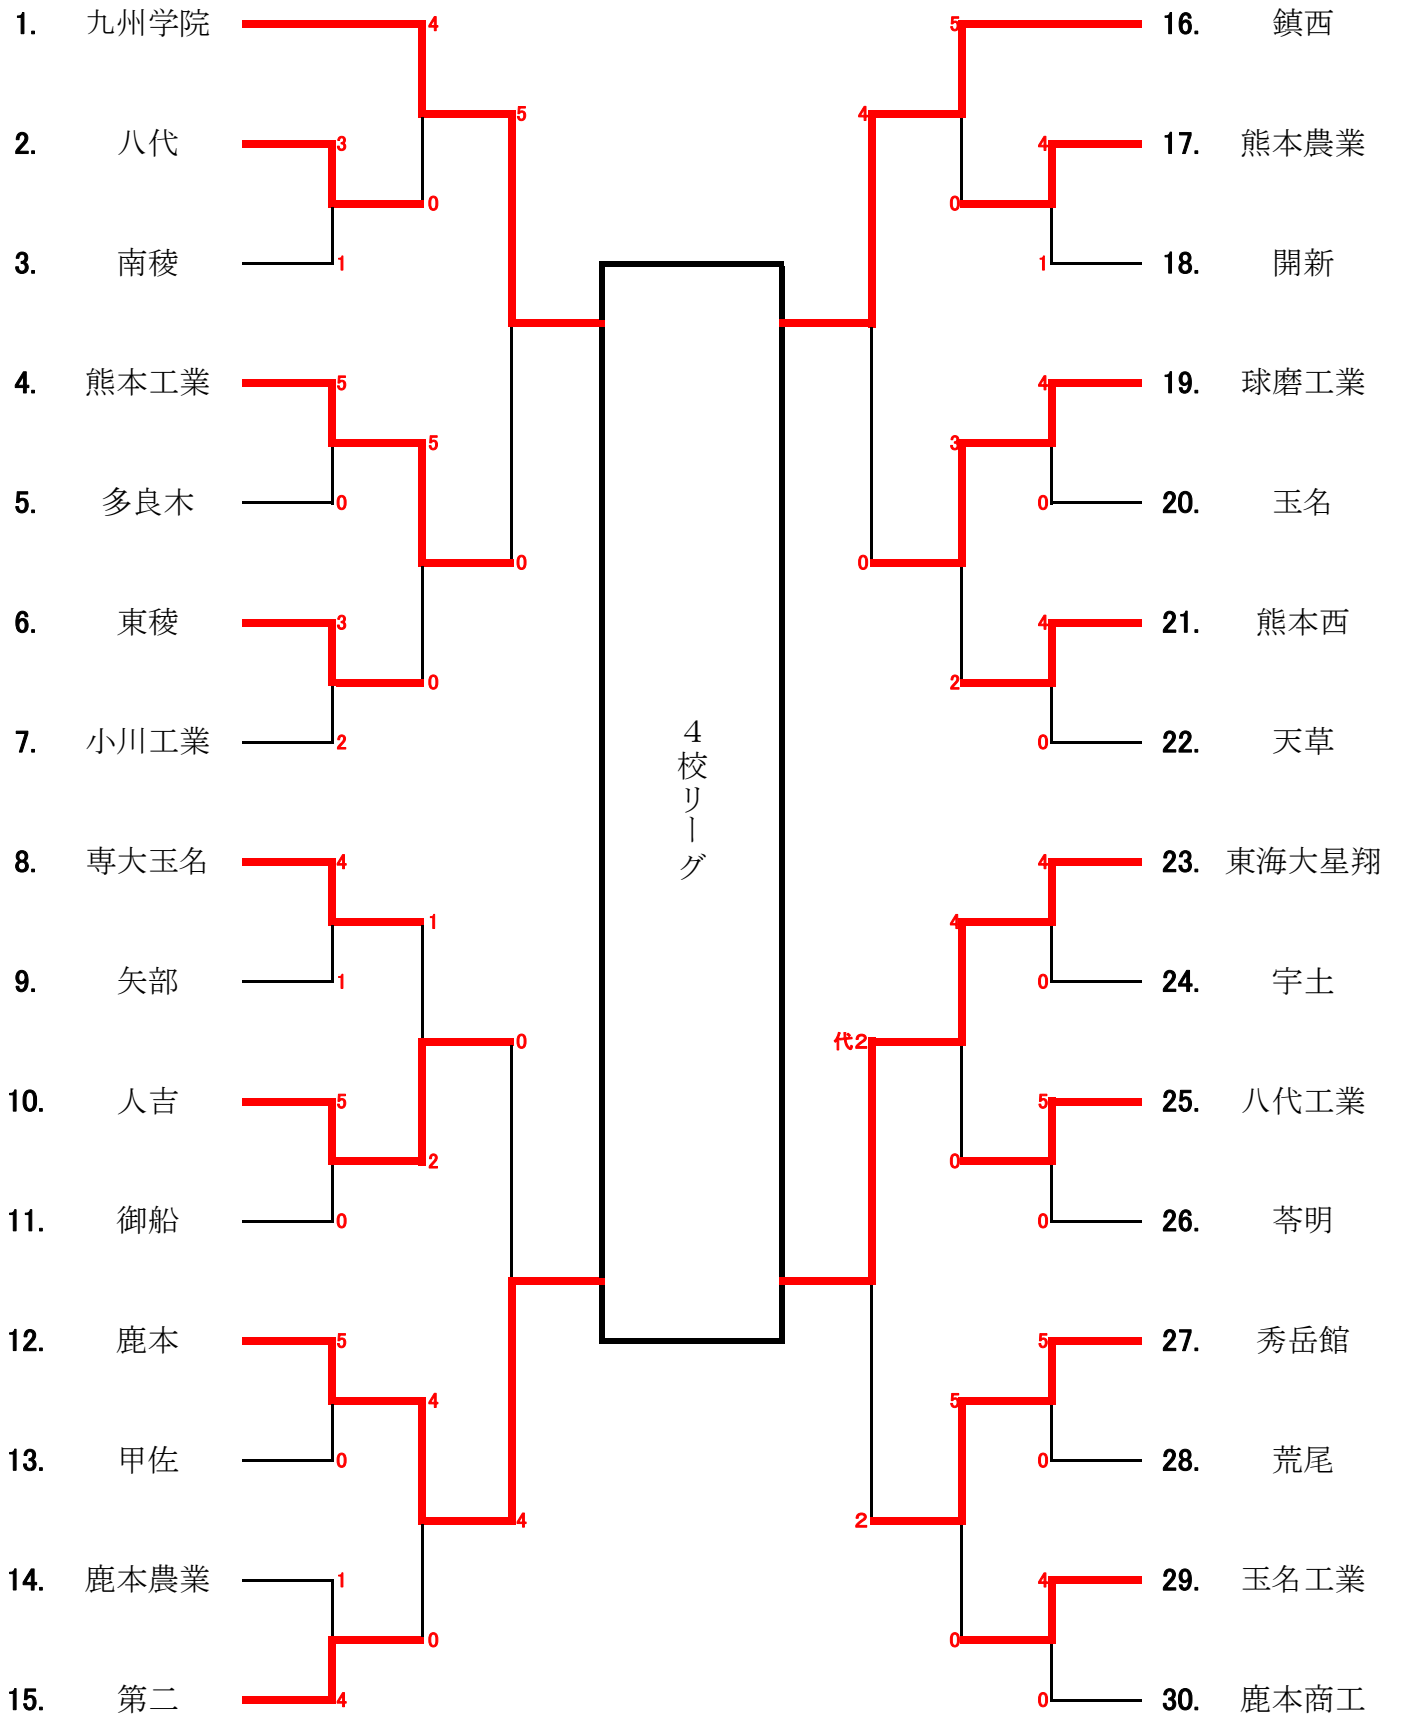 1. 九州学院 4 5 16. 鎮西
5 4
2. 八代 3 4 17. 熊本農業
0 0
3. 南稜 1 1 18. 開新
4. 熊本工業 5 4 19. 球磨工業
5 3
5. 多良木 0 0 20. 玉名
0 0
6. 東稜 3 4 21. 熊本西
0 2
7. 小川工業 2 0 22. 天草
4校リーグ
8. 専大玉名 4 4 23. 東海大星翔
1 4
9. 矢部 1 0 24. 宇土
0 代2
10. 人吉 5 5 25. 八代工業
2 0
11. 御船 0 0 26. 苓明
12. 鹿本 5 5 27. 秀岳館
4 5
13. 甲佐 0 0 28. 荒尾
4 2
14. 鹿本農業 1 4 29. 玉名工業
0 0
15. 第二 4 0 30. 鹿本商工